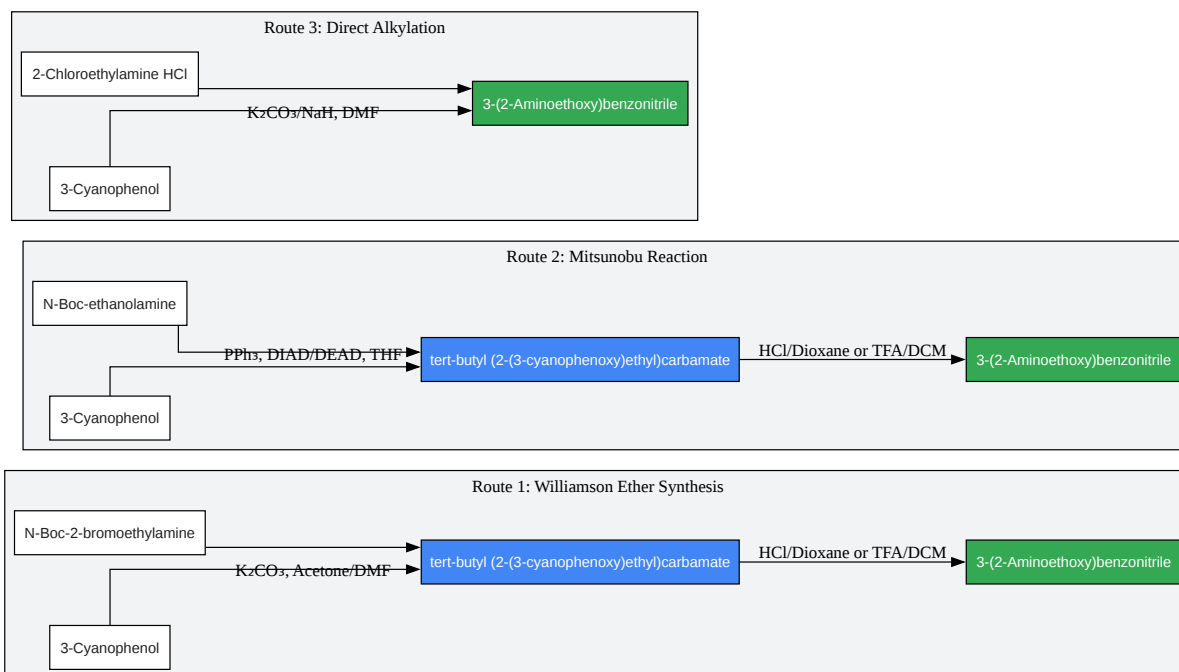 Route 3: Direct Alkylation
2-Chloroethylamine HCl
3-(2-Aminoethoxy)benzonitrile
K₂CO₃/NaH, DMF
3-Cyanophenol
Route 2: Mitsunobu Reaction
N-Boc-ethanolamine
PPh₃, DIAD/DEAD, THF
tert-butyl (2-(3-cyanophenoxy)ethyl)carbamate
HCl/Dioxane or TFA/DCM
3-(2-Aminoethoxy)benzonitrile
3-Cyanophenol
Route 1: Williamson Ether Synthesis
N-Boc-2-bromoethylamine
K₂CO₃, Acetone/DMF
tert-butyl (2-(3-cyanophenoxy)ethyl)carbamate
HCl/Dioxane or TFA/DCM
3-(2-Aminoethoxy)benzonitrile
3-Cyanophenol